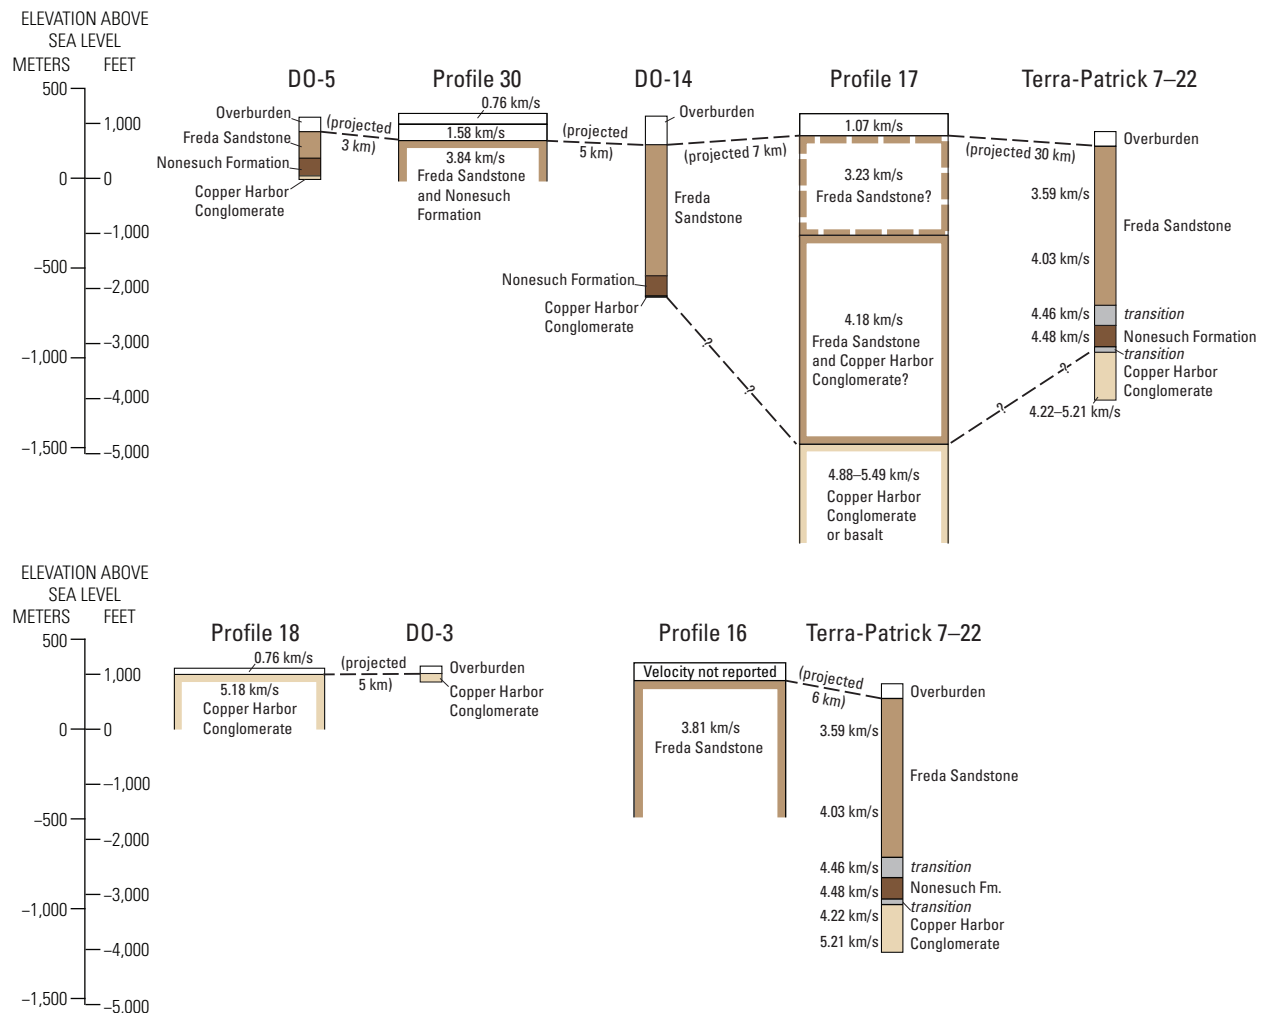 ELEVATION ABOVE
SEA LEVEL
METERS FEET
500
1,000
0 0
–1,000
–500
–2,000
–3,000
–1,000
–4,000
–1,500
–5,000
DO-5
Overburden
Freda Sandstone
Nonesuch Formation
Copper Harbor
Conglomerate
(projected
3 km)
Profile 30
0.76 km/s
1.58 km/s
3.84 km/s
Freda Sandstone
and Nonesuch
Formation
(projected
5 km)
DO-14
Overburden
Freda
Sandstone
Nonesuch Formation
Copper Harbor
Conglomerate
(projected 7 km)
?
?
Profile 17
1.07 km/s
3.23 km/s
Freda Sandstone?
4.18 km/s
Freda Sandstone
and Copper Harbor
Conglomerate?
4.88–5.49 km/s
Copper Harbor
Conglomerate
or basalt
(projected 30 km)
?
?
Terra-Patrick 7–22
Overburden
3.59 km/s
Freda Sandstone
4.03 km/s
4.46 km/s transition
4.48 km/s Nonesuch Formation
transition
Copper Harbor
Conglomerate
4.22–5.21 km/s
ELEVATION ABOVE
SEA LEVEL
METERS FEET
500
1,000
0 0
–1,000
–500
–2,000
–3,000
–1,000
–4,000
–1,500
–5,000
Profile 18
0.76 km/s
5.18 km/s
Copper Harbor
Conglomerate
(projected
5 km)
DO-3
Overburden
Copper Harbor
Conglomerate
Profile 16
Velocity not reported
3.81 km/s
Freda Sandstone
(projected
6 km)
Terra-Patrick 7–22
Overburden
3.59 km/s
Freda Sandstone
4.03 km/s
4.46 km/s transition
4.48 km/s Nonesuch Fm.
transition
4.22 km/s Copper Harbor
5.21 km/s Conglomerate